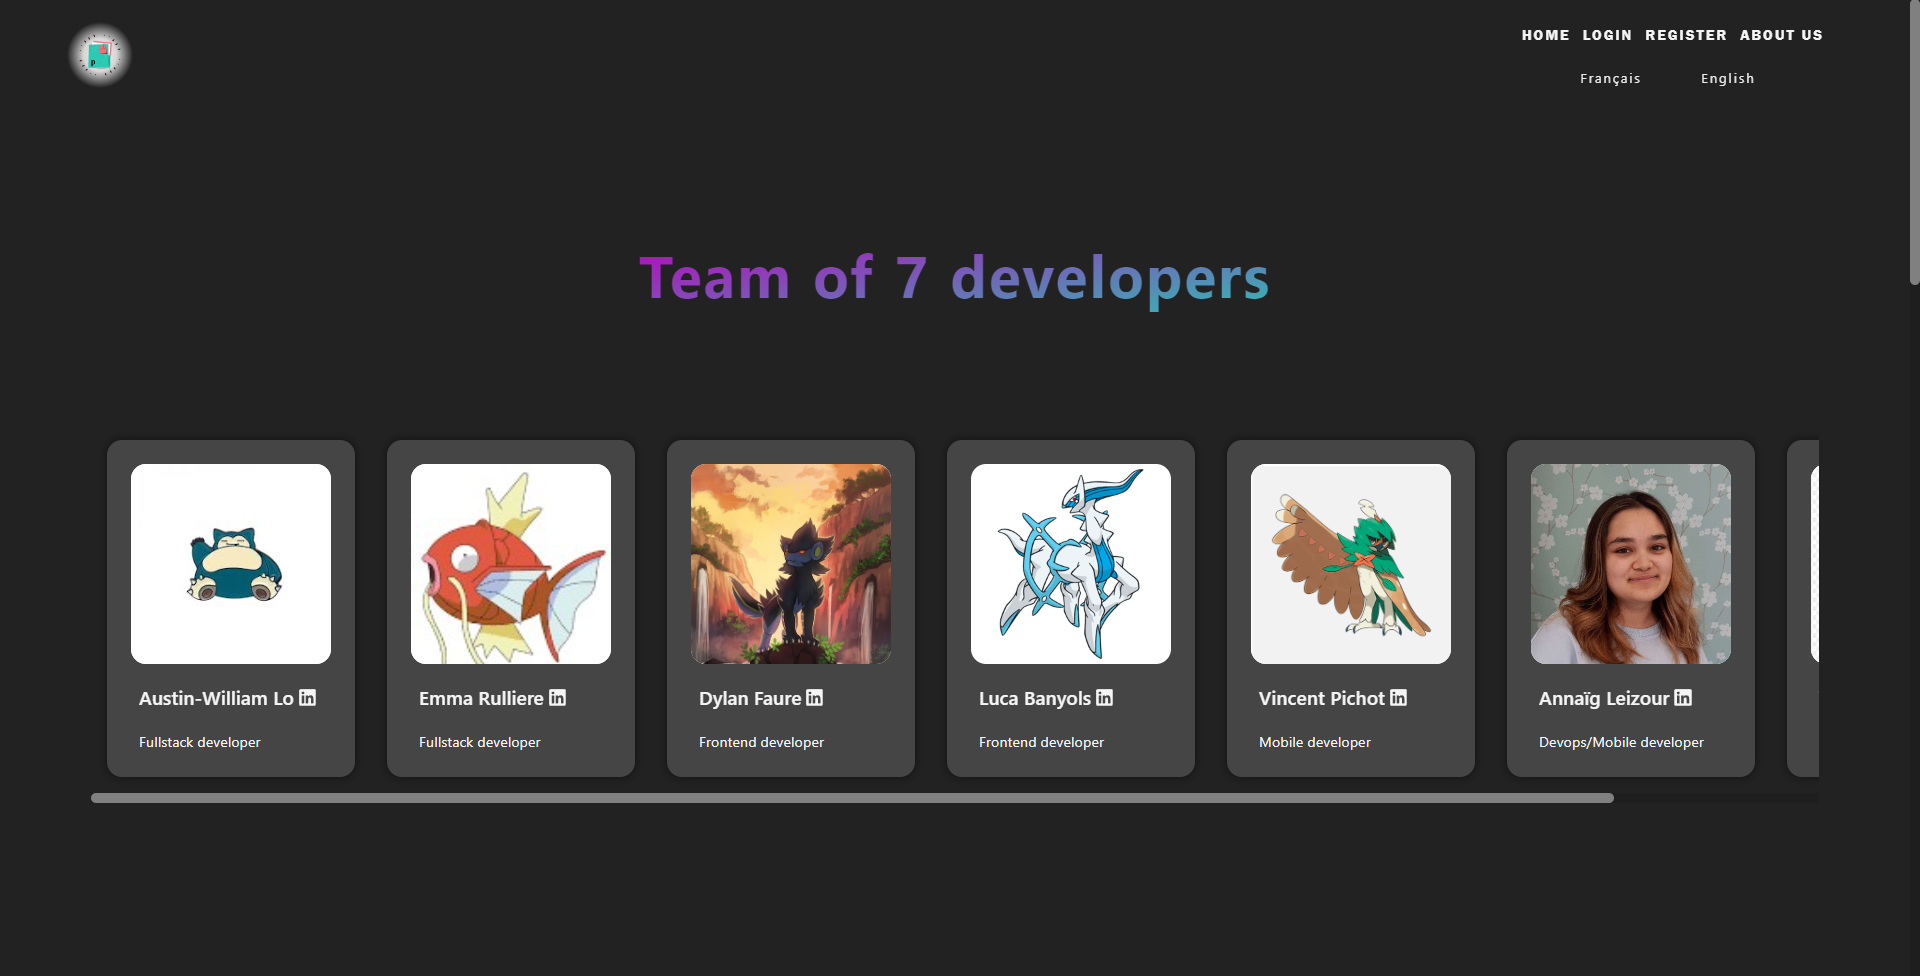 HOME LOGIN REGISTER ABOUT US
Français English
p
Team of 7 developers
Austin-William Lo in
Fullstack developer
Emma Rulliere in
Fullstack developer
Dylan Faure in
Frontend developer
Luca Banyols in
Frontend developer
Vincent Pichot in
Mobile developer
Annaïg Leizour in
Devops/Mobile developer